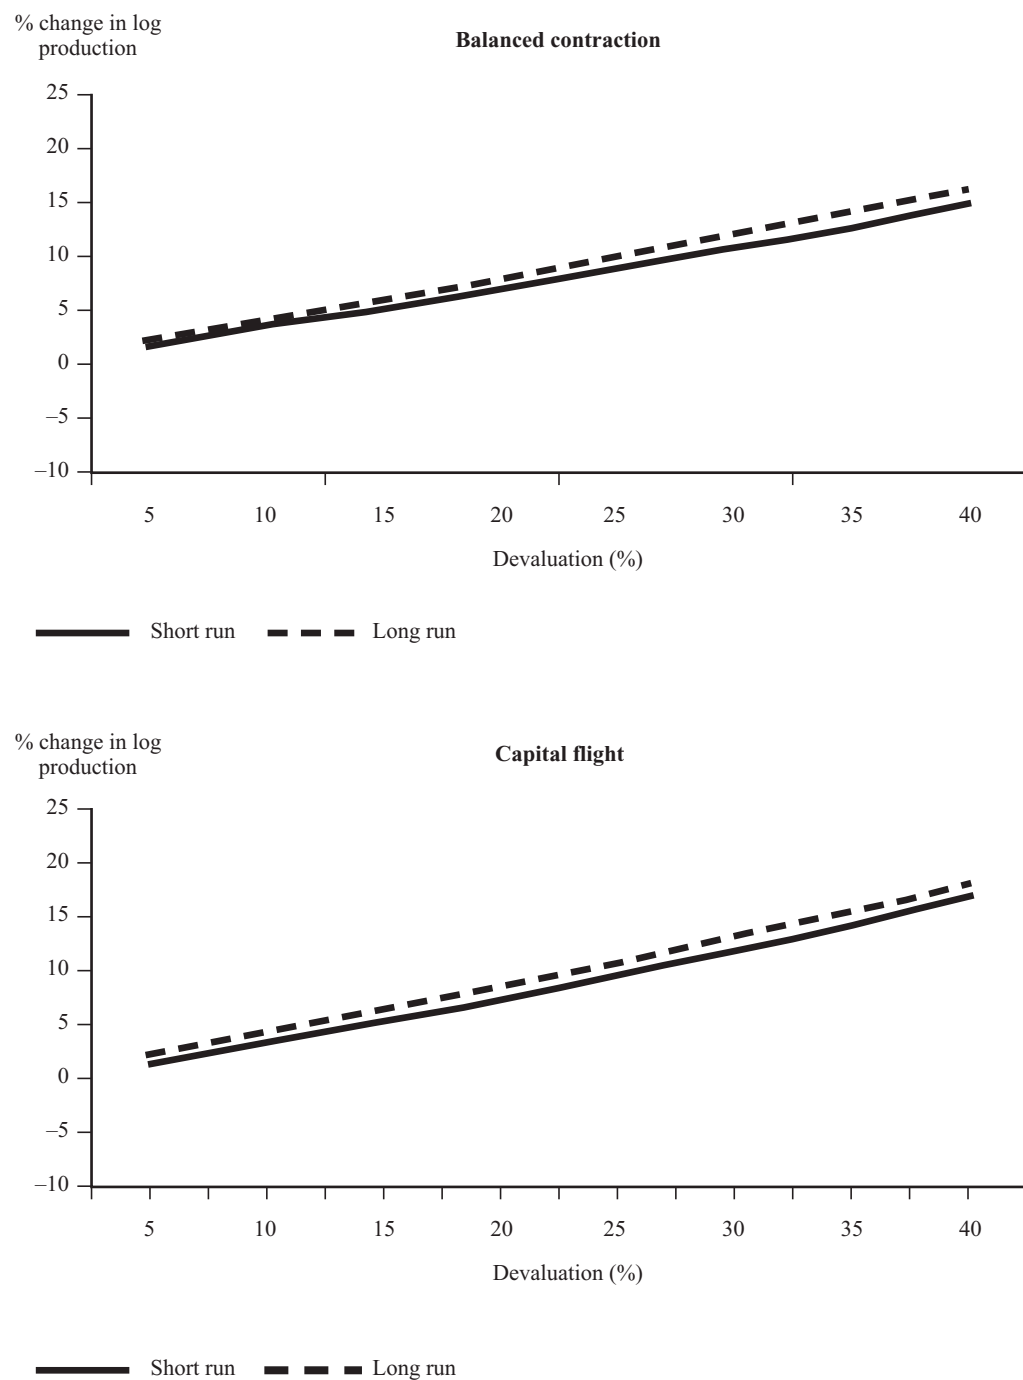 % change in log
production
Balanced contraction
25
20
15
10
5
0
–5
–10
5 10 15 20 25 30 35 40
Devaluation (%)
Short run Long run
% change in log
production
Capital flight
25
20
15
10
5
0
–5
–10
5 10 15 20 25 30 35 40
Devaluation (%)
Short run Long run